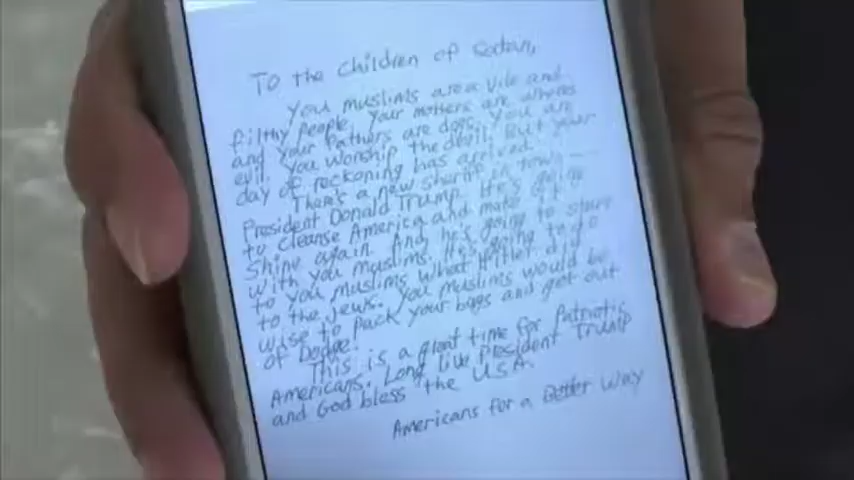 To the children of Satan,
You muslims are a vile and
filthy people. Your mothers are whores
and your fathers are dogs. You are
evil. You worship the devil. But your
day of reckoning has arrived.
There's a new sheriff in town —
President Donald Trump. He's going
to cleanse America and make it
shine again. And he's going to start
with you muslims. He's going to do
to you muslims what Hitler did
to the jews. You muslims would be
wise to pack your bags and get out
of Dodge!
This is a great time for Patriotic
Americans. Long live President Trump
and God bless the USA.
Americans for a Better Way